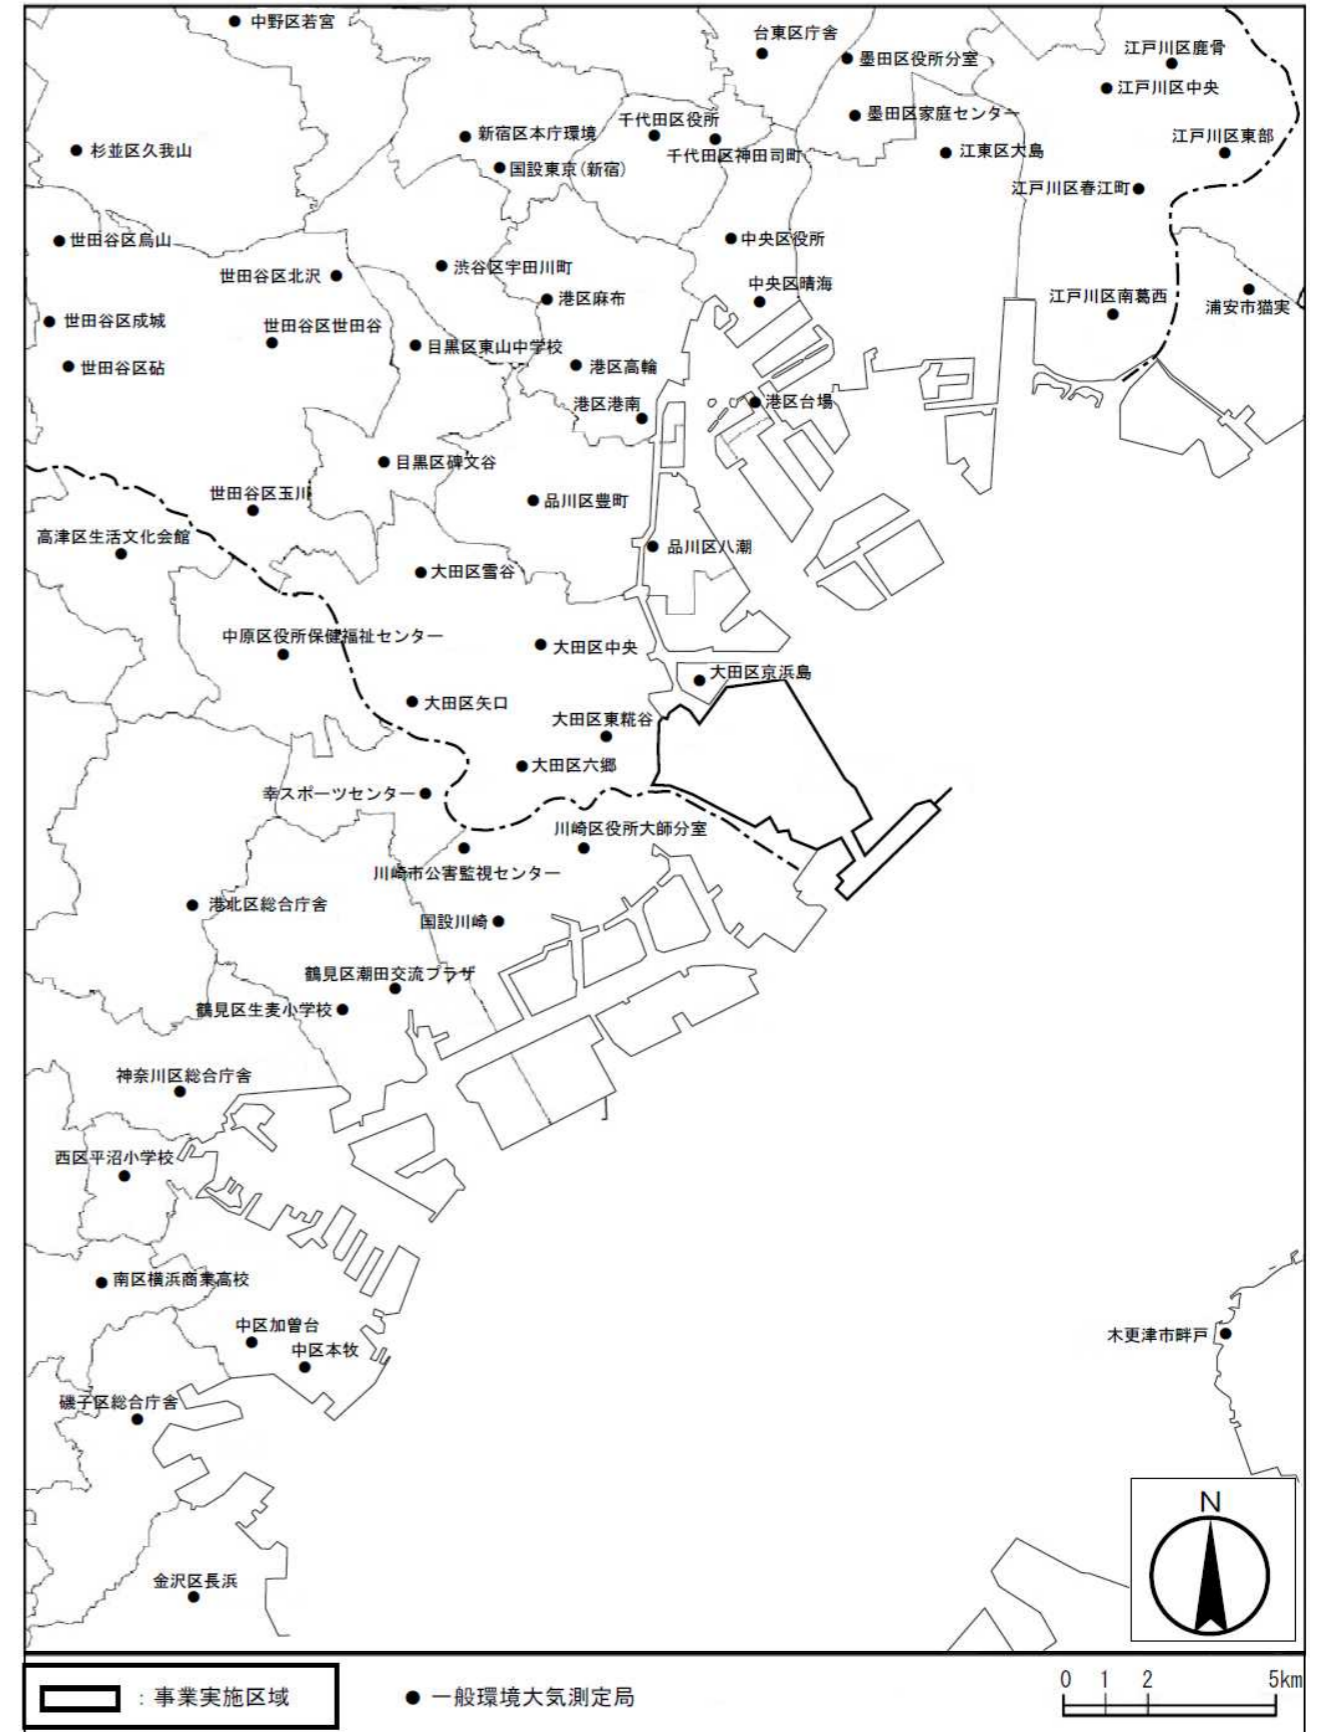 中野区若宮
台東区庁舎
墨田区役所分室
江戸川区鹿骨
江戸川区中央
墨田区家庭センター
千代田区役所
新宿区本庁環境
江戸川区東部
千代田区神田司町
江東区大島
杉並区久我山
国設東京(新宿)
江戸川区春江町
世田谷区烏山
中央区役所
世田谷区北沢
渋谷区宇田川町
中央区晴海
港区麻布
江戸川区南葛西
浦安市猫実
世田谷区成城
世田谷区世田谷
目黒区東山中学校
世田谷区砧
港区高輪
港区港南
港区台場
目黒区碑文谷
世田谷区玉川
品川区豊町
高津区生活文化会館
品川区八潮
大田区雪谷
中原区役所保健福祉センター
大田区中央
大田区京浜島
大田区矢口
大田区東糀谷
大田区六郷
幸スポーツセンター
川崎区役所大師分室
川崎市公害監視センター
港北区総合庁舎
国設川崎
鶴見区潮田交流プラザ
鶴見区生麦小学校
神奈川区総合庁舎
西区平沼小学校
南区横浜商業高校
中区加曽台
木更津市畔戸
中区本牧
磯子区総合庁舎
N
金沢区長浜
:事業実施区域
● 一般環境大気測定局
0 1 2 5km